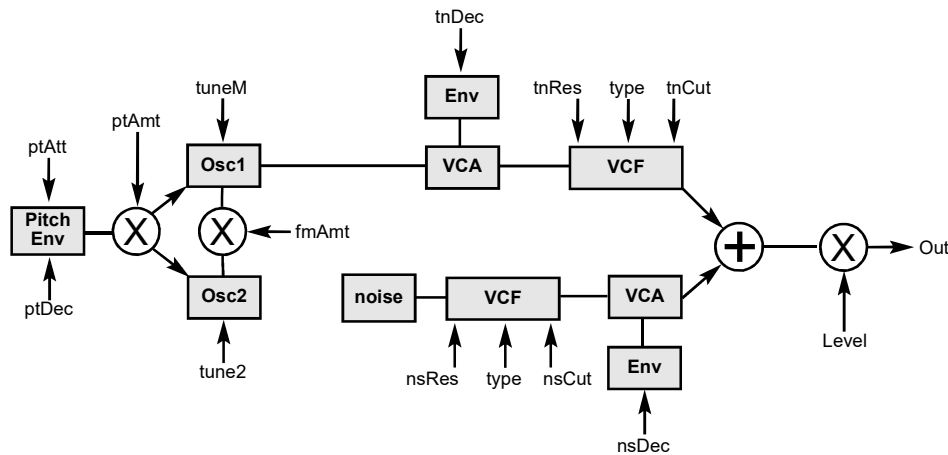 tnDec
tuneM
Env
tnRes type tnCut
ptAmt
ptAtt
Osc1
VCA
VCF
Pitch
Env
X
X
fmAmt
+
X
Out
ptDec
Osc2
noise
VCF
VCA
tune2
nsRes type nsCut
Env
Level
nsDec